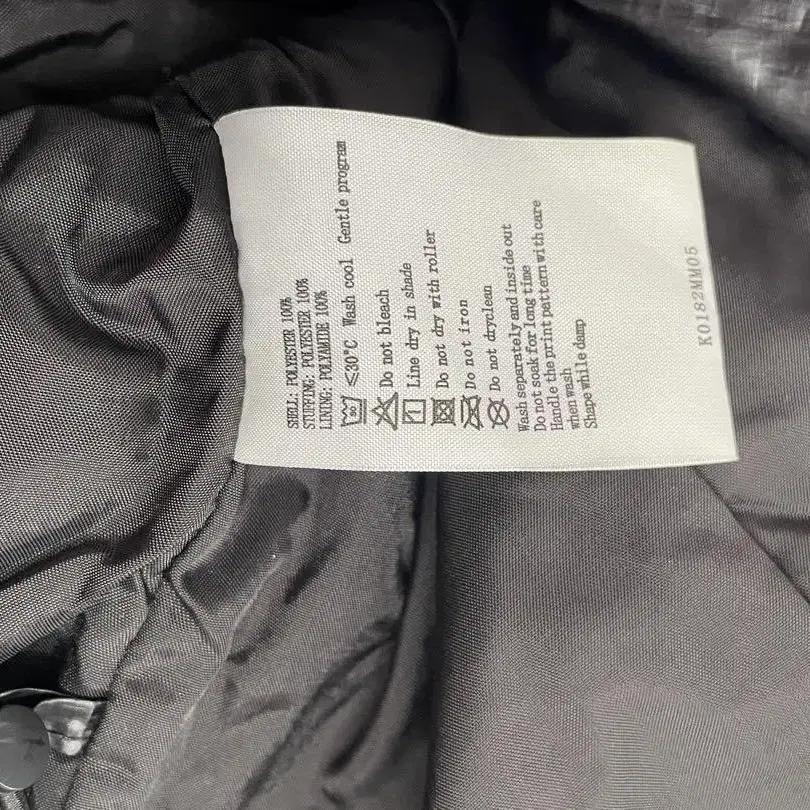 SHELL: POLYESTER 100%
STUFFING: POLYESTER 100%
LINING: POLYAMIDE 100%
≤30°C Wash cool Gentle program
Do not bleach
Line dry in shade
Do not dry with roller
Do not iron
Do not dryclean
Wash separately and inside out
Do not soak for long time
Handle the print pattern with care
when wash
Shape while damp
K0182MM05